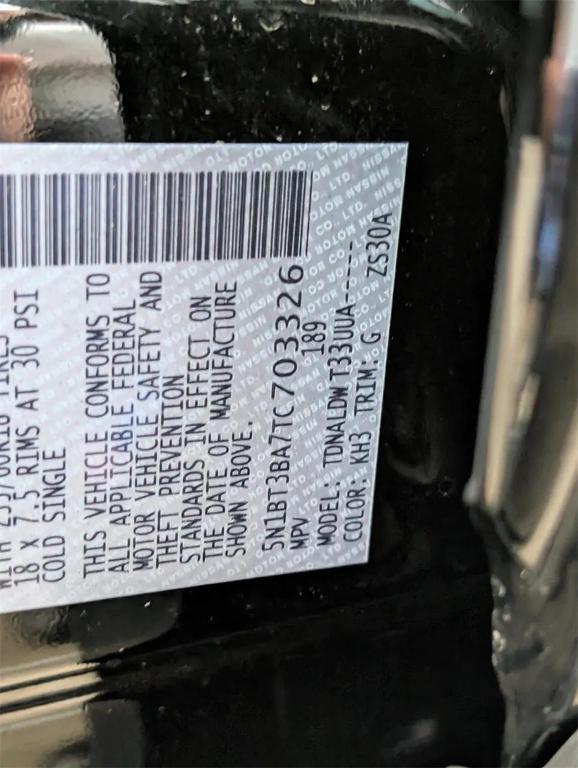 18 X 7.5 RIMS AT 30 PSI
COLD SINGLE
THIS VEHICLE CONFORMS TO
ALL APPLICABLE FEDERAL
MOTOR VEHICLE SAFETY AND
THEFT PREVENTION
STANDARDS IN EFFECT ON
THE DATE OF MANUFACTURE
SHOWN ABOVE.
5N1BT3BA7TC703326
MPV 189
MODEL: TDNALDWT33UUA-----
COLOR: KH3 TRIM G ZS30A